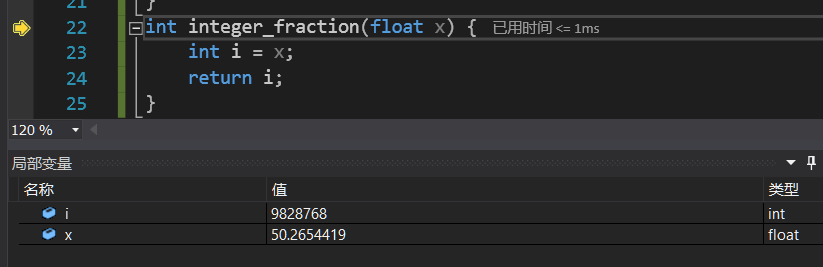 21 }
22 int integer_fraction(float x) { 已用时间 <= 1ms
23 int i = x;
24 return i;
25 }
120 %
局部变量
名称 值 类型
i 9828768 int
x 50.2654419 float